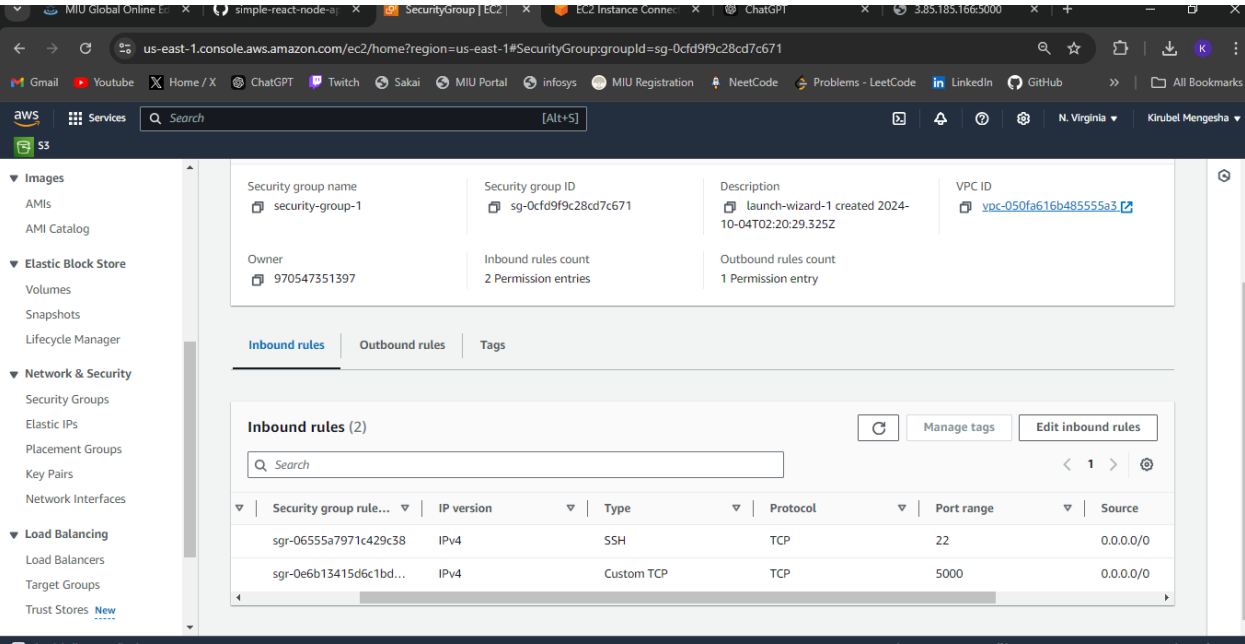 MIU Global Online Ed
simple-react-node-ap
SecurityGroup | EC2 |
EC2 Instance Connect
ChatGPT
3.85.185.166:5000
us-east-1.console.aws.amazon.com/ec2/home?region=us-east-1#SecurityGroup:groupId=sg-0cfd9f9c28cd7c671
K
Gmail Youtube Home / X ChatGPT Twitch Sakai MIU Portal infosys MIU Registration NeetCode Problems - LeetCode LinkedIn GitHub » All Bookmarks
aws Services Search [Alt+S] N. Virginia Kirubel Mengesha
S3
Images
AMIs
AMI Catalog
Elastic Block Store
Volumes
Snapshots
Lifecycle Manager
Network & Security
Security Groups
Elastic IPs
Placement Groups
Key Pairs
Network Interfaces
Load Balancing
Load Balancers
Target Groups
Trust Stores New
Security group name
security-group-1
Security group ID
sg-0cfd9f9c28cd7c671
Description
launch-wizard-1 created 2024-
10-04T02:20:29.325Z
VPC ID
vpc-050fa616b485555a3
Owner
970547351397
Inbound rules count
2 Permission entries
Outbound rules count
1 Permission entry
Inbound rules Outbound rules Tags
Inbound rules (2)
Manage tags Edit inbound rules
Search
1
Security group rule... IP version Type Protocol Port range Source
sgr-06555a7971c429c38 IPv4 SSH TCP 22 0.0.0.0/0
sgr-0e6b13415d6c1bd... IPv4 Custom TCP TCP 5000 0.0.0.0/0